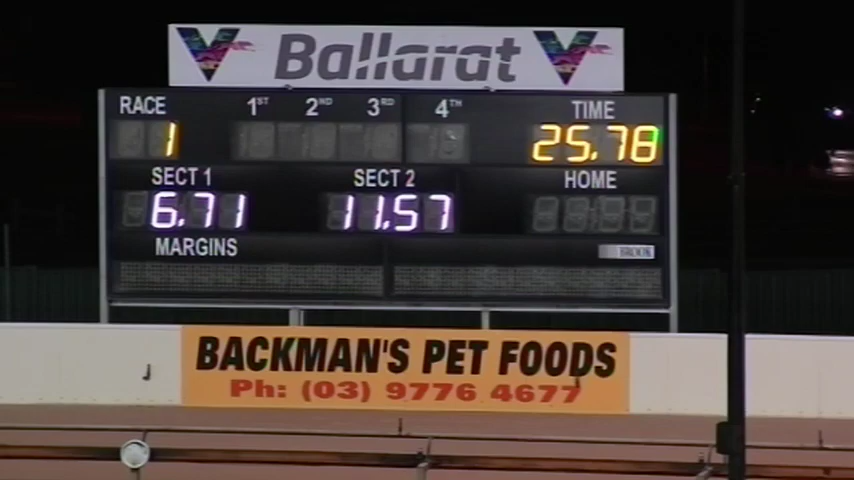 Ballarat
RACE 1ST 2ND 3RD 4TH TIME
1 25.78
SECT 1 SECT 2 HOME
6.71 11.57
MARGINS
BACKMAN'S PET FOODS
Ph: (03) 9776 4677